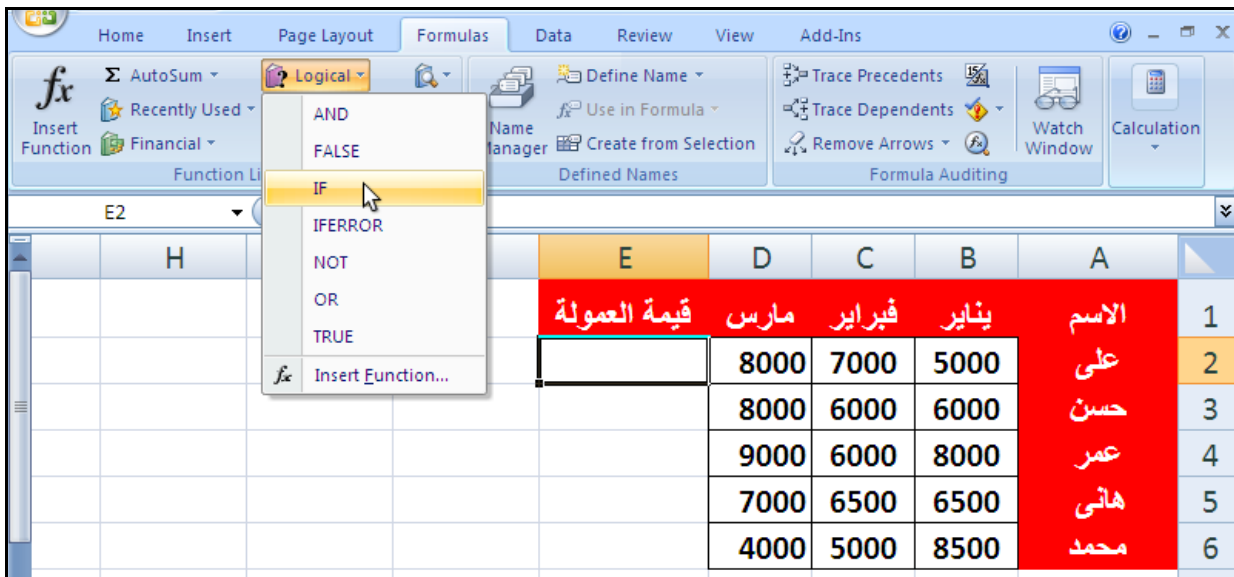 Home Insert Page Layout Formulas Data Review View Add-Ins
fx Insert Function
Σ AutoSum
Recently Used
Financial
Logical
Function Li
Name
anager
Define Name
Use in Formula
Create from Selection
Defined Names
Trace Precedents
Trace Dependents
Remove Arrows
Formula Auditing
Watch Window
Calculation
AND
FALSE
IF
IFERROR
NOT
OR
TRUE
fx Insert Function...
E2
H E D C B A
الاسم يناير فبراير مارس قيمة العمولة 1
على 5000 7000 8000 2
حسن 6000 6000 8000 3
عمر 8000 6000 9000 4
هانى 6500 6500 7000 5
محمد 8500 5000 4000 6